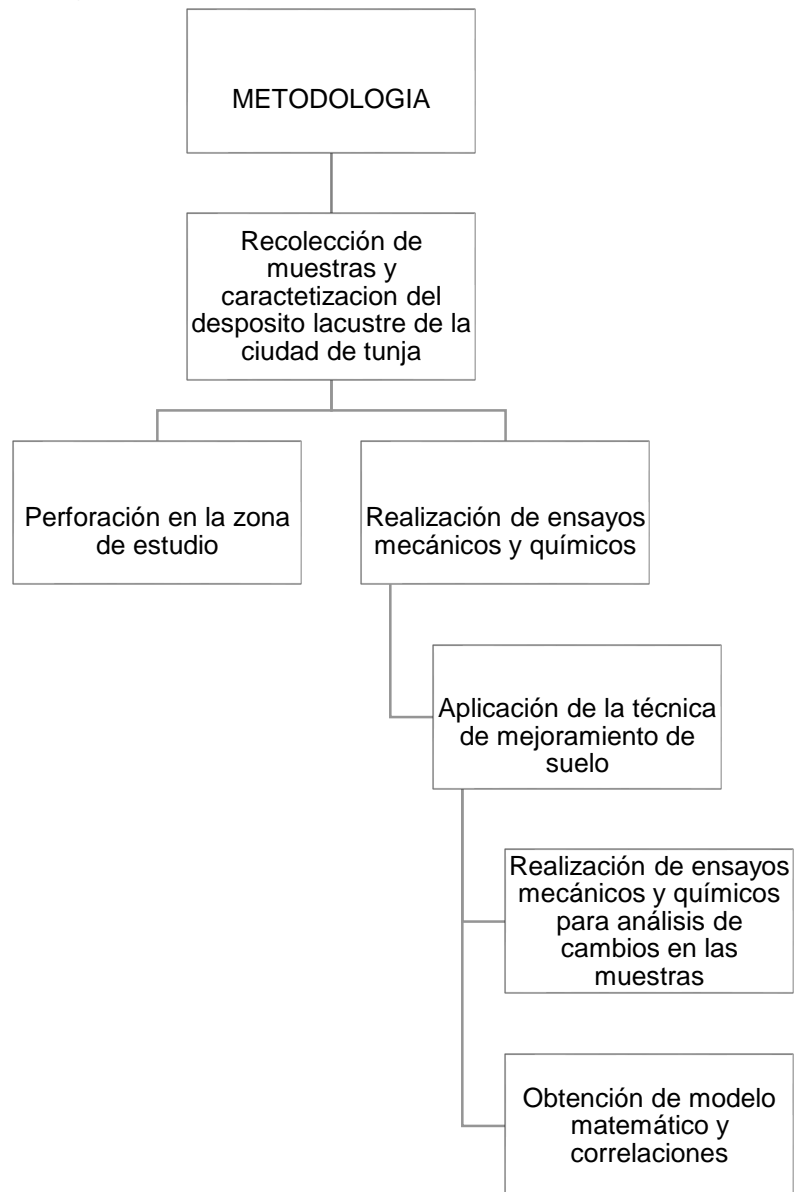 METODOLOGIA
Recolección de
muestras y
caractetizacion del
desposito lacustre de la
ciudad de tunja
Perforación en la zona
de estudio
Realización de ensayos
mecánicos y químicos
Aplicación de la técnica
de mejoramiento de
suelo
Realización de ensayos
mecánicos y químicos
para análisis de
cambios en las
muestras
Obtención de modelo
matemático y
correlaciones